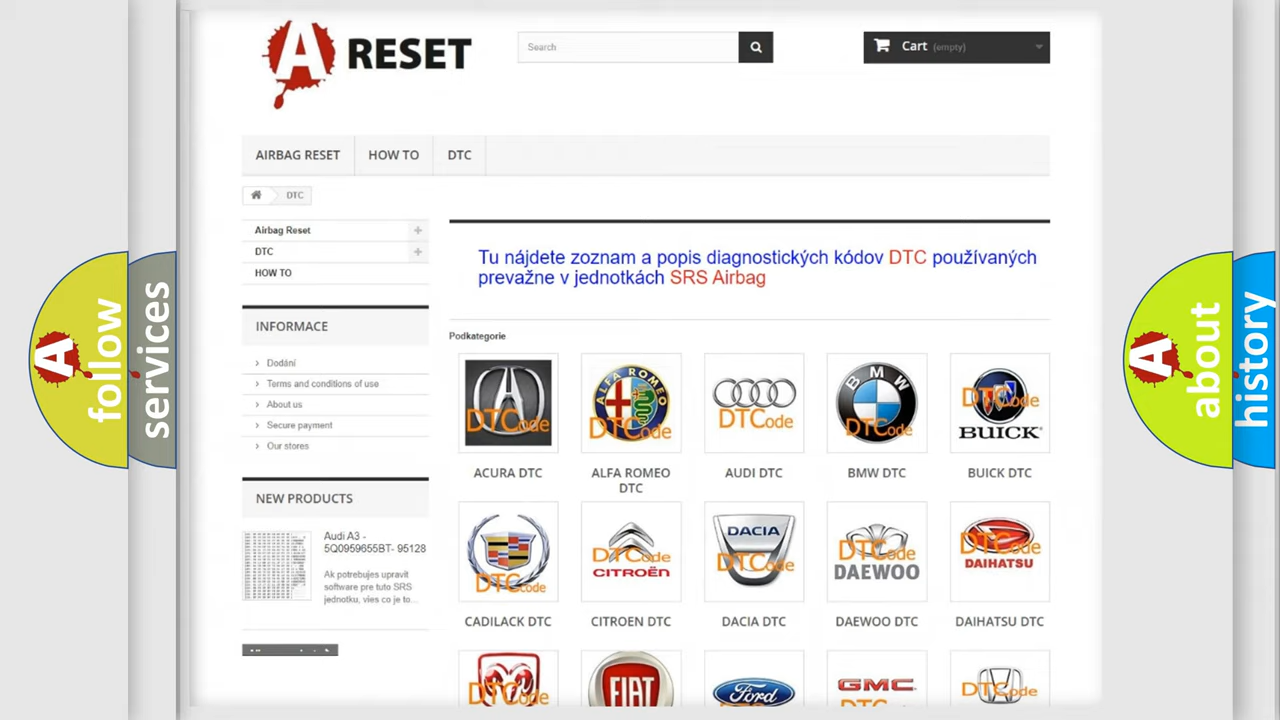 A RESET
Search
Cart (empty)
AIRBAG RESET
HOW TO
DTC
DTC
Airbag Reset
DTC
HOW TO
Tu nájdete zoznam a popis diagnostických kódov DTC používaných
prevažne v jednotkách SRS Airbag
INFORMACE
Dodání
Terms and conditions of use
About us
Secure payment
Our stores
Podkategorie
DTCode
ALFA ROMEO
DTCode
DTCode
BMW
DTCode
DTCode
BUICK
ACURA DTC
ALFA ROMEO
DTC
AUDI DTC
BMW DTC
BUICK DTC
NEW PRODUCTS
Audi A3 -
5Q0959655BT- 95128
Ak potrebujes upravit
software pre tuto SRS
jednotku, vies co je to...
DTCode
DTCode
CITROËN
DACIA
DTCode
DTCode
DAEWOO
DTCode
DAIHATSU
CADILACK DTC
CITROEN DTC
DACIA DTC
DAEWOO DTC
DAIHATSU DTC
DTCode
FIAT
Ford
GMC
DTCode
A follow
services
A about
history